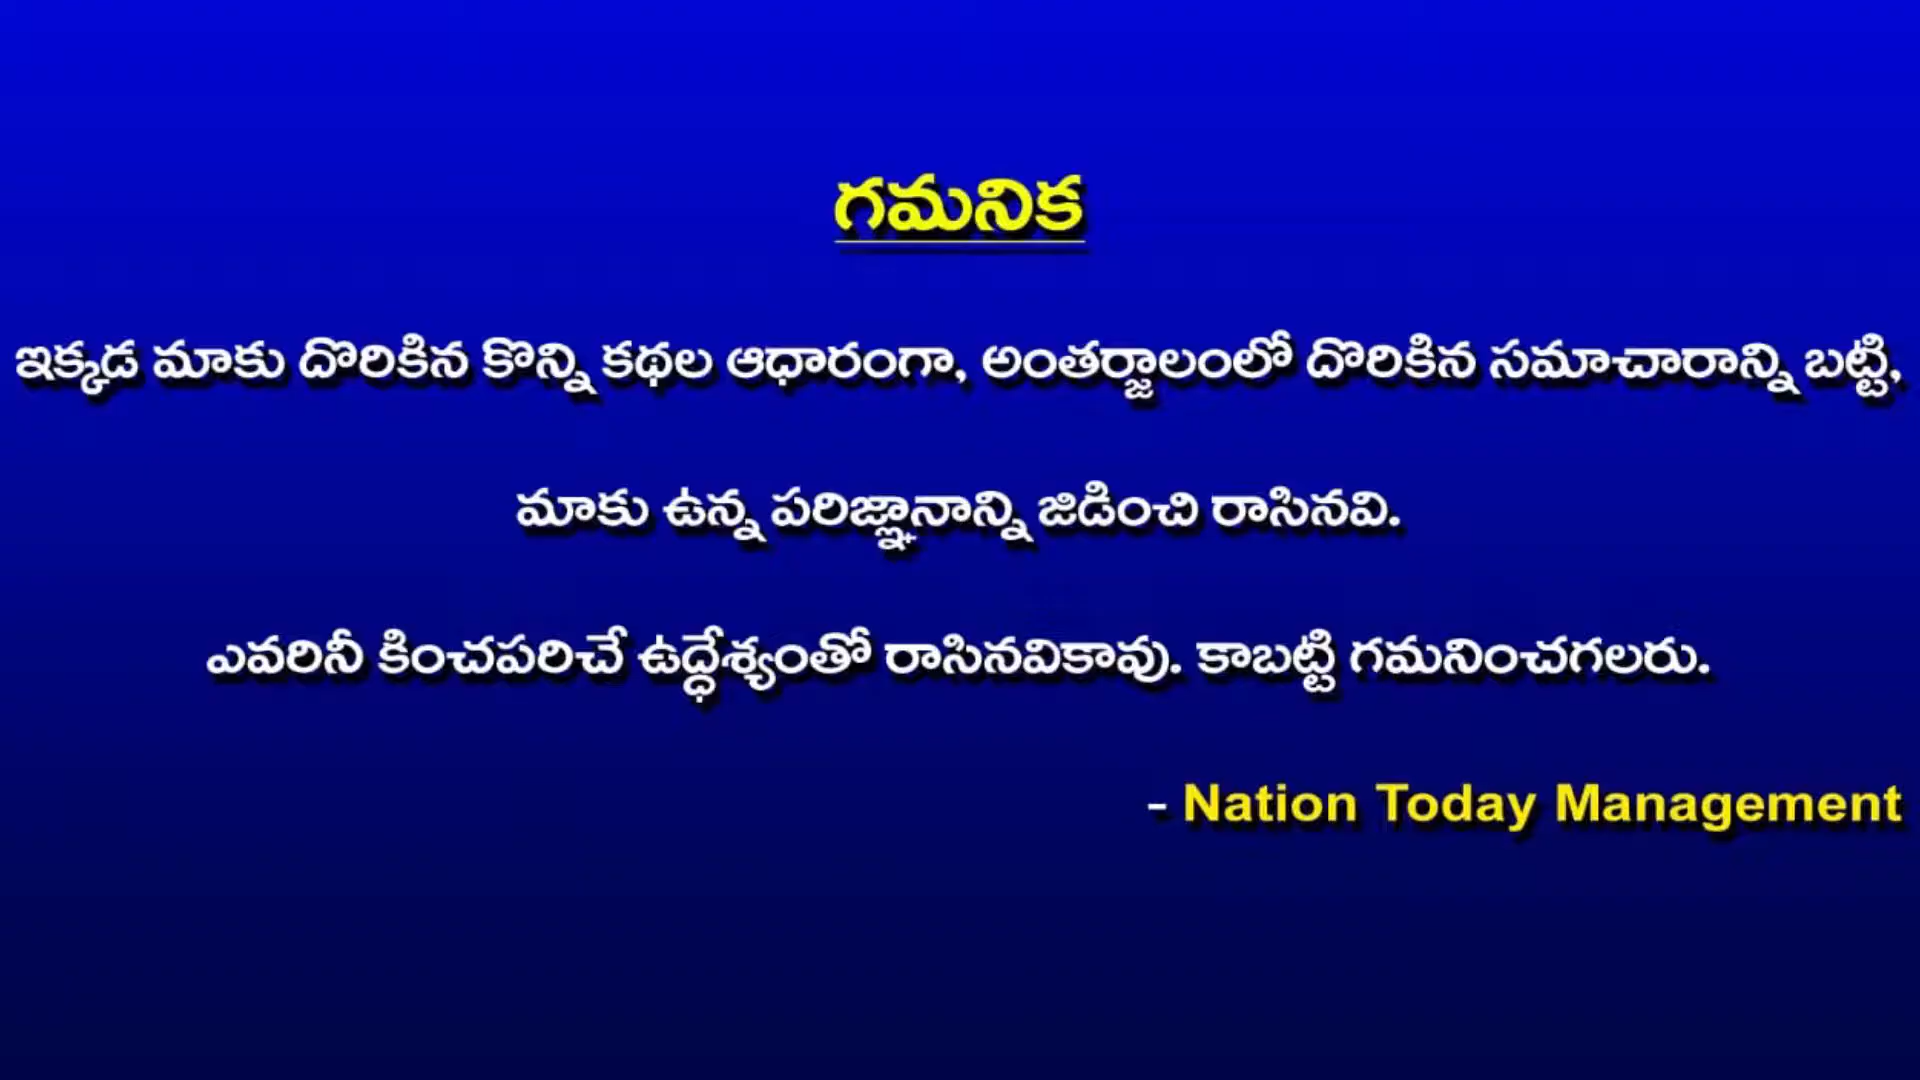 గమనిక
ఇక్కడ మాకు దొరికిన కొన్ని కథల ఆధారంగా, అంతర్జాలంలో దొరికిన సమాచారాన్ని బట్టి,
మాకు ఉన్న పరిజ్ఞానాన్ని జిడించి రాసినవి.
ఎవరినీ కించపరిచే ఉద్ధేశ్యంతో రాసినవికావు. కాబట్టి గమనించగలరు.
- Nation Today Management